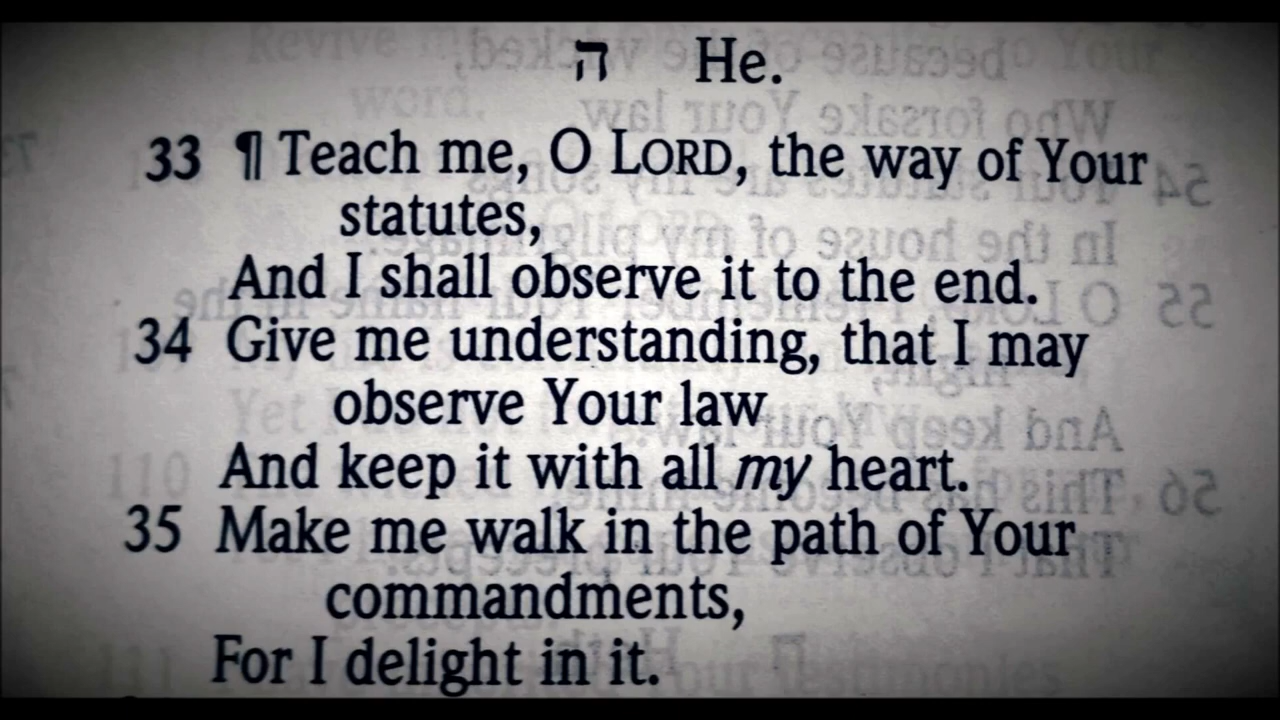 ה He.
33 ¶ Teach me, O LORD, the way of Your
statutes,
And I shall observe it to the end.
34 Give me understanding, that I may
observe Your law
And keep it with all my heart.
35 Make me walk in the path of Your
commandments,
For I delight in it.